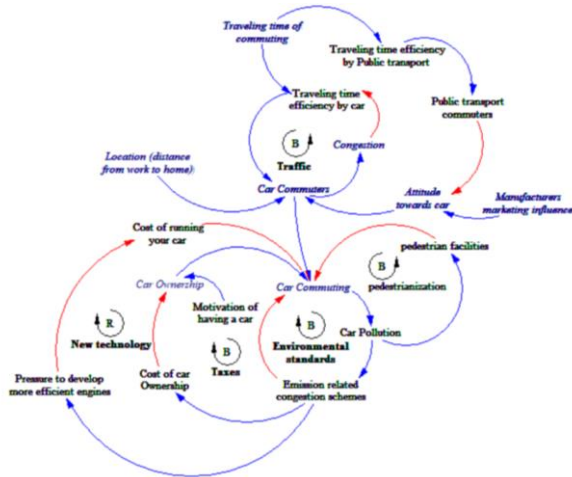 Traveling time of
commuting
Traveling time efficiency
by Public transport
Traveling time
efficiency by car
Public transport
commuters
B
Traffic
Congestion
Location (distance
from work to home)
Car Commuters
Attitude
towards car
Manufacturers
marketing influence
Cost of running
your car
pedestrian facilities
B
pedestrianization
Car Ownership
Car Commuting
Motivation of
having a car
R
New technology
B
Taxes
B
Environmental
standards
Car Pollution
Pressure to develop
more efficient engines
Cost of car
Ownership
Emission related
congestion schemes